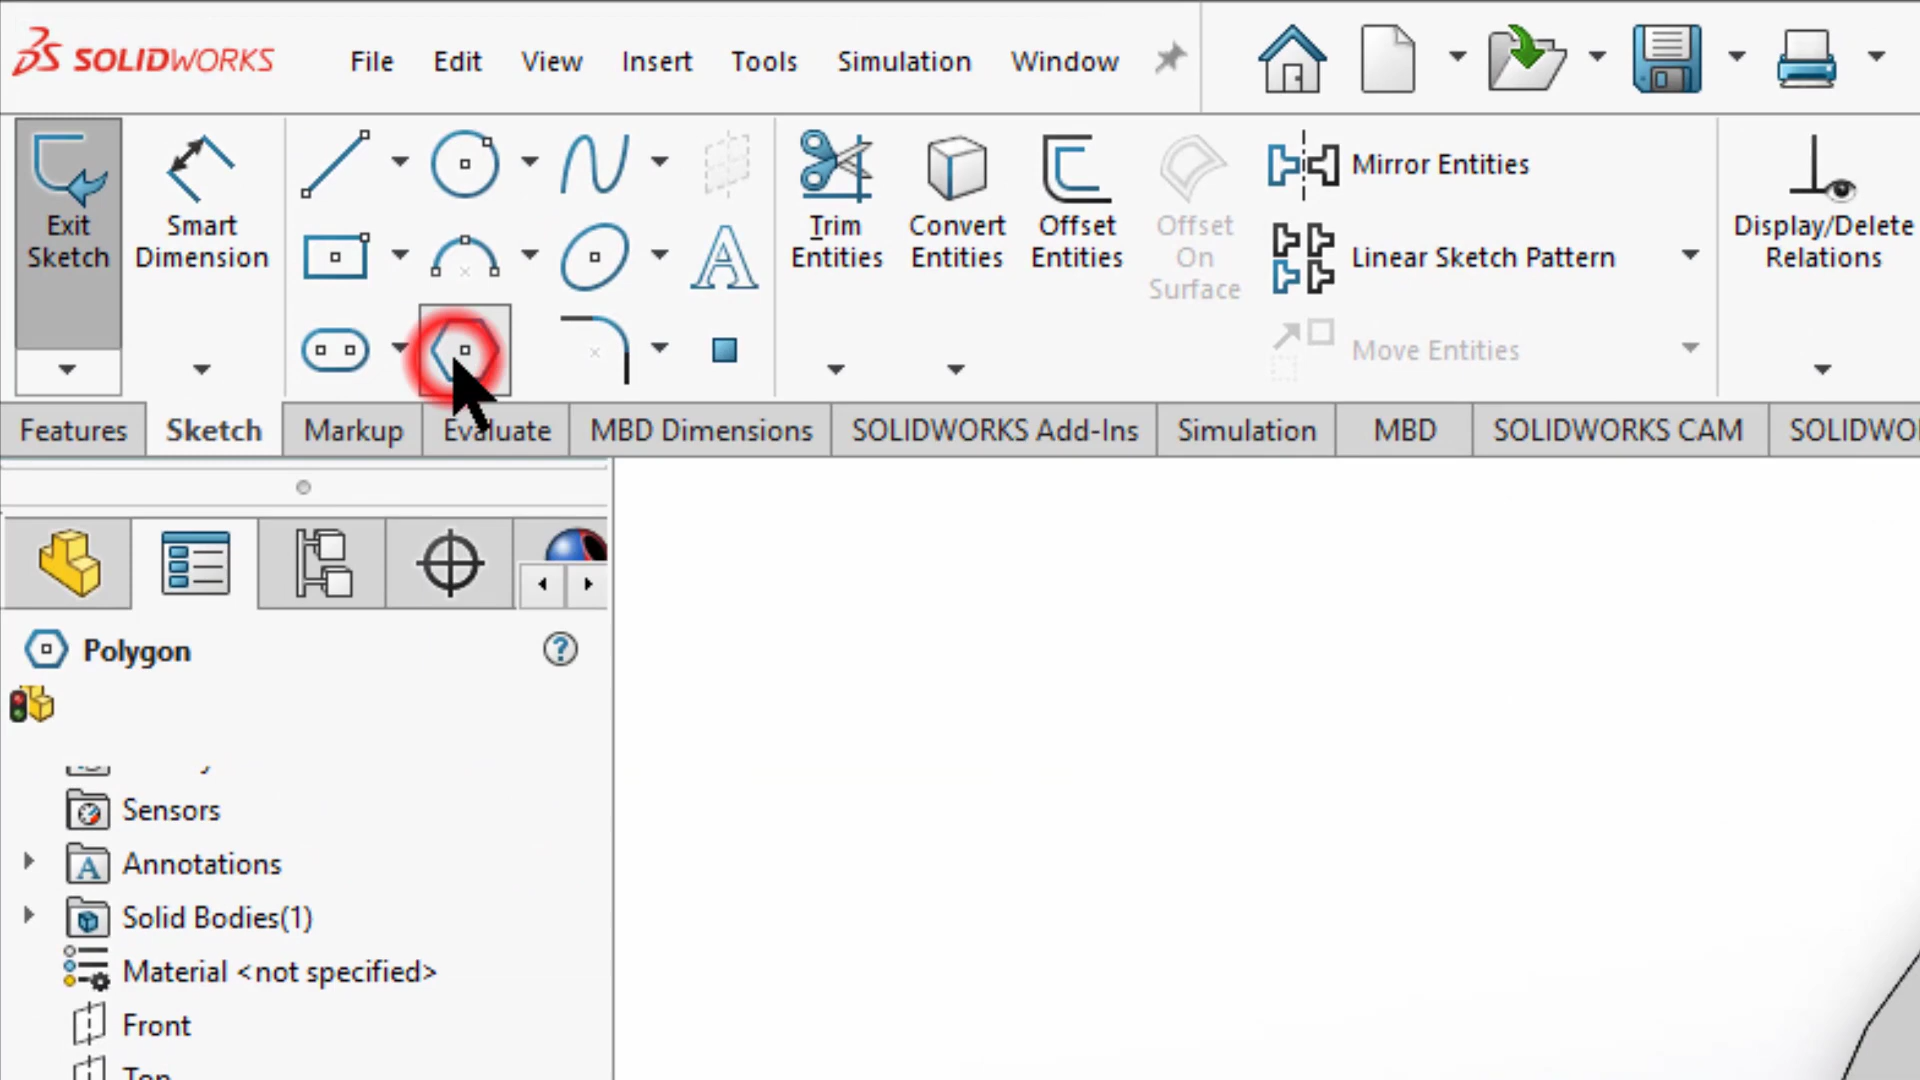 SOLIDWORKS File Edit View Insert Tools Simulation Window
Exit
Sketch
Smart
Dimension
Trim
Entities
Convert
Entities
Offset
Entities
Offset
On
Surface
Mirror Entities
Linear Sketch Pattern
Move Entities
Display/Delete
Relations
Features Sketch Markup Evaluate MBD Dimensions SOLIDWORKS Add-Ins Simulation MBD SOLIDWORKS CAM SOLIDWO
Polygon
Sensors
Annotations
Solid Bodies(1)
Material <not specified>
Front
Top